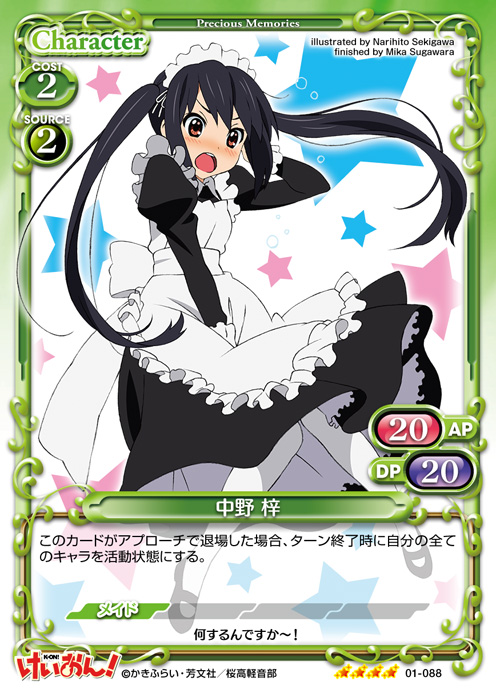 Precious Memories
Character
illustrated by Narihito Sekigawa
finished by Mika Sugawara
COST
2
SOURCE
2
20 AP
DP 20
中野 梓
このカードがアプローチで退場した場合、ターン終了時に自分の全て
のキャラを活動状態にする。
メイド
何するんですか～!
K-ON!
けいおん!
©かきふらい・芳文社/桜高軽音部
01-088